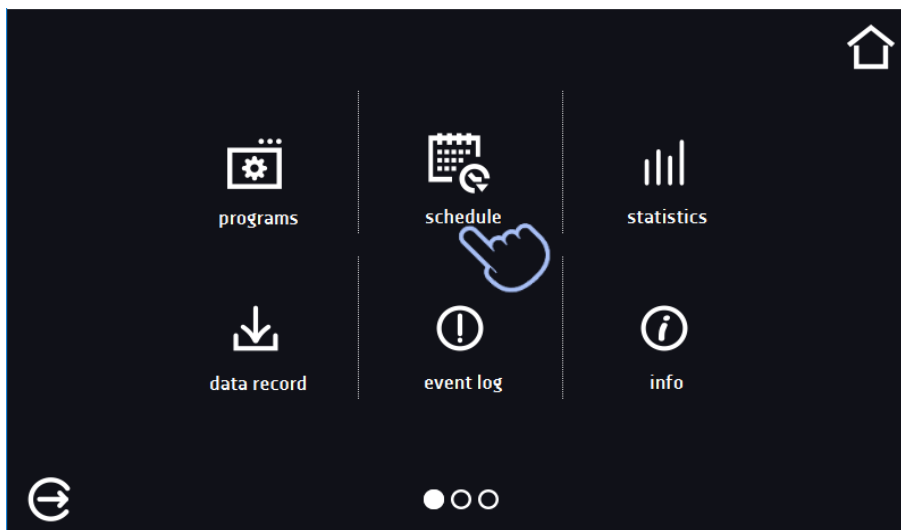 programs
schedule
statistics
data record
event log
info